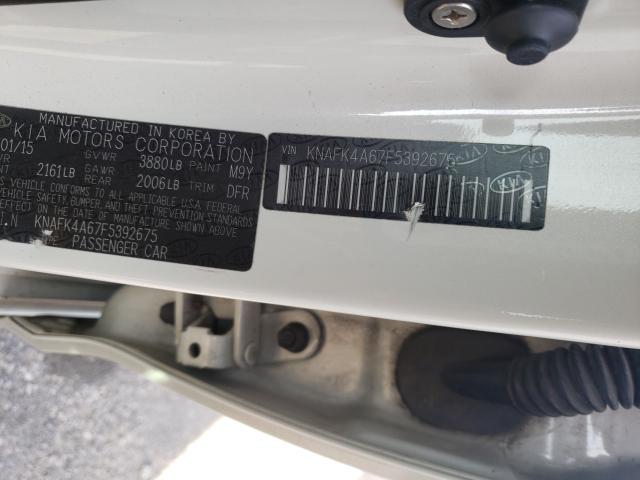 MANUFACTURED IN KOREA BY
KIA MOTORS CORPORATION
01/15 GVWR 3880LB PAINT M9Y
2161LB GAWR REAR 2006LB TRIM DFR
VEHICLE CONFORMS TO ALL APPLICABLE U.S.A. FEDERAL
VEHICLE SAFETY, BUMPER, AND THEFT PREVENTION STANDARDS
EFFECT ON THE DATE OF MANUFACTURE SHOWN ABOVE
KNAFK4A67F5392675
PASSENGER CAR
VIN KNAFK4A67F5392675
KIA